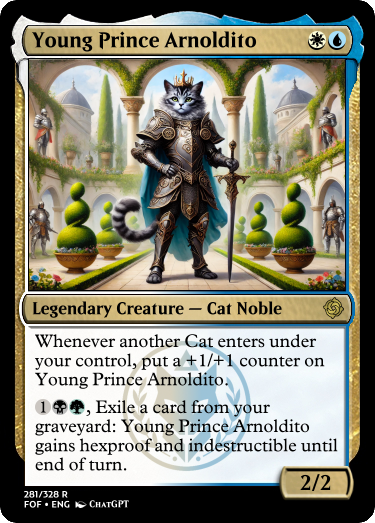 Young Prince Arnoldito
Legendary Creature — Cat Noble
Whenever another Cat enters under
your control, put a +1/+1 counter on
Young Prince Arnoldito.
1, Exile a card from your
graveyard: Young Prince Arnoldito
gains hexproof and indestructible until
end of turn.
2/2
281/328 R
FOF • ENG ChatGPT